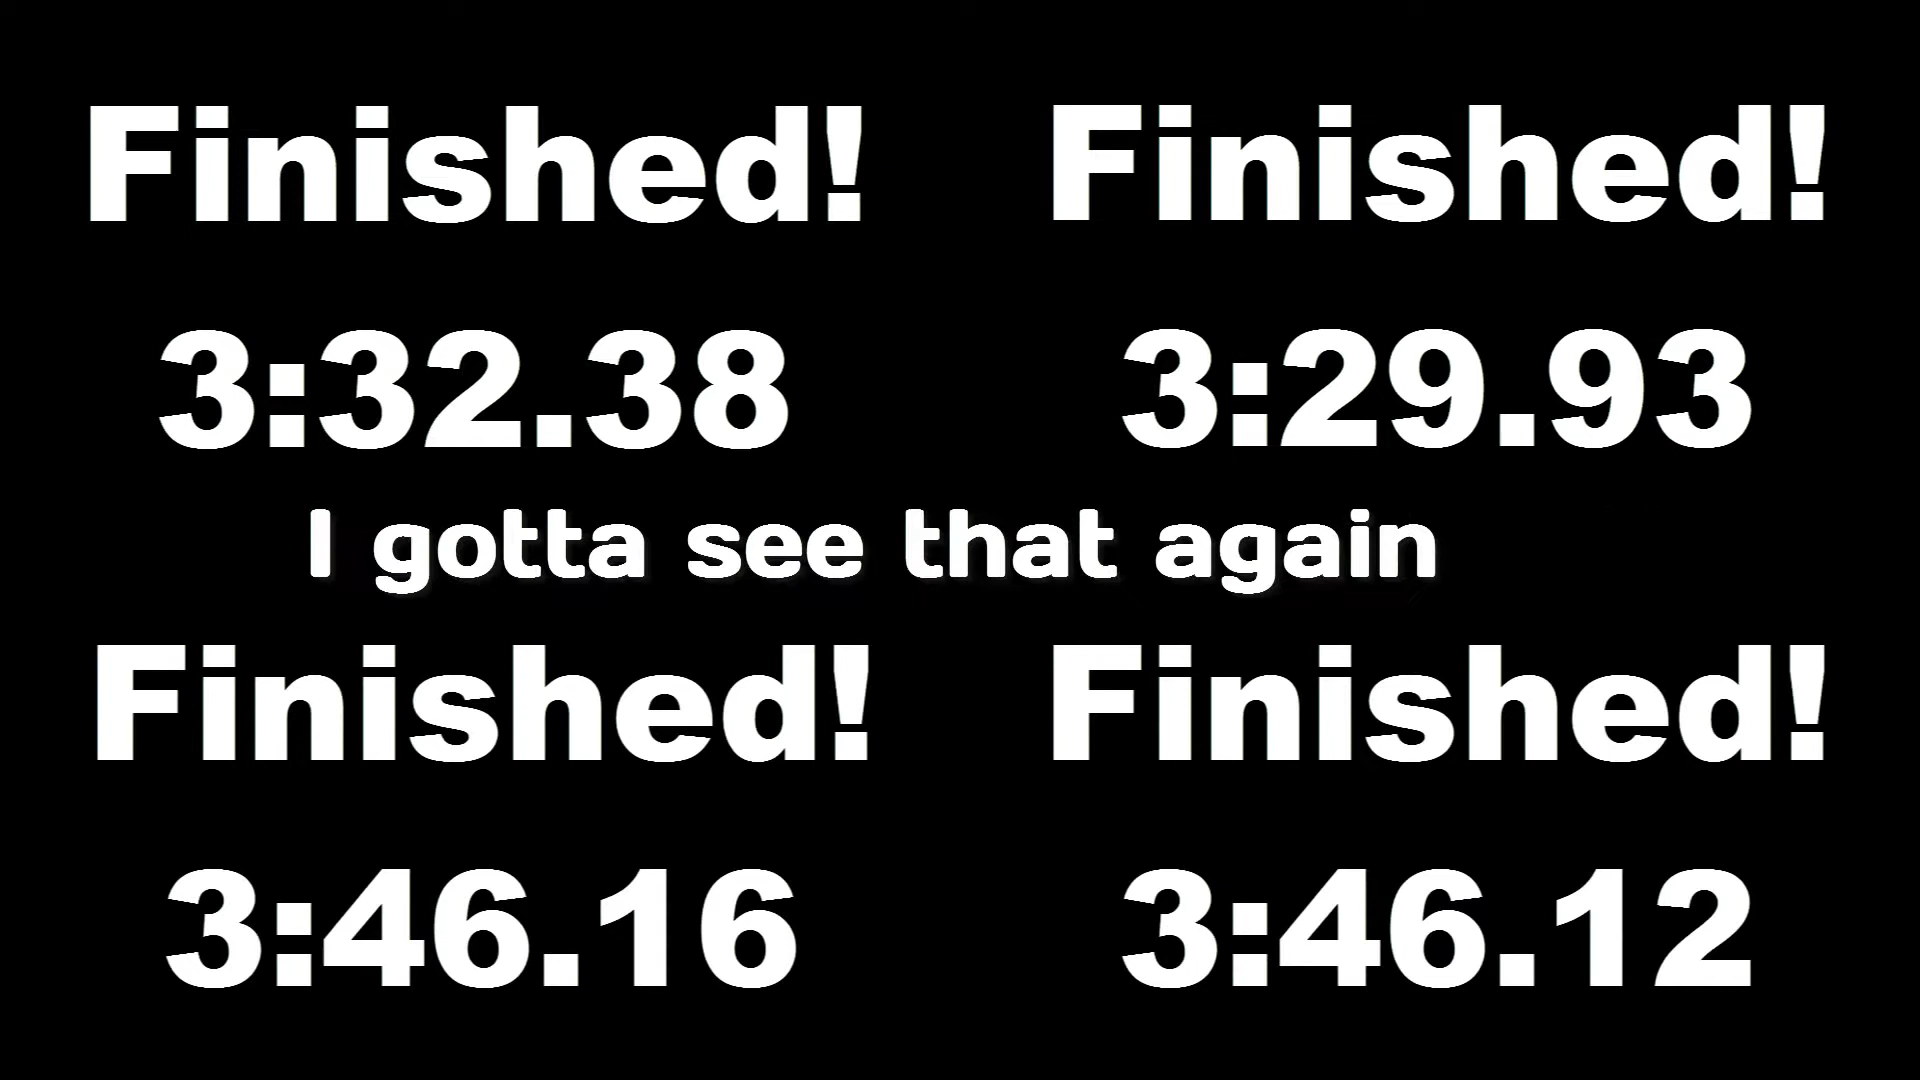 Finished! Finished!
3:32.38 3:29.93
I gotta see that again
Finished! Finished!
3:46.16 3:46.12